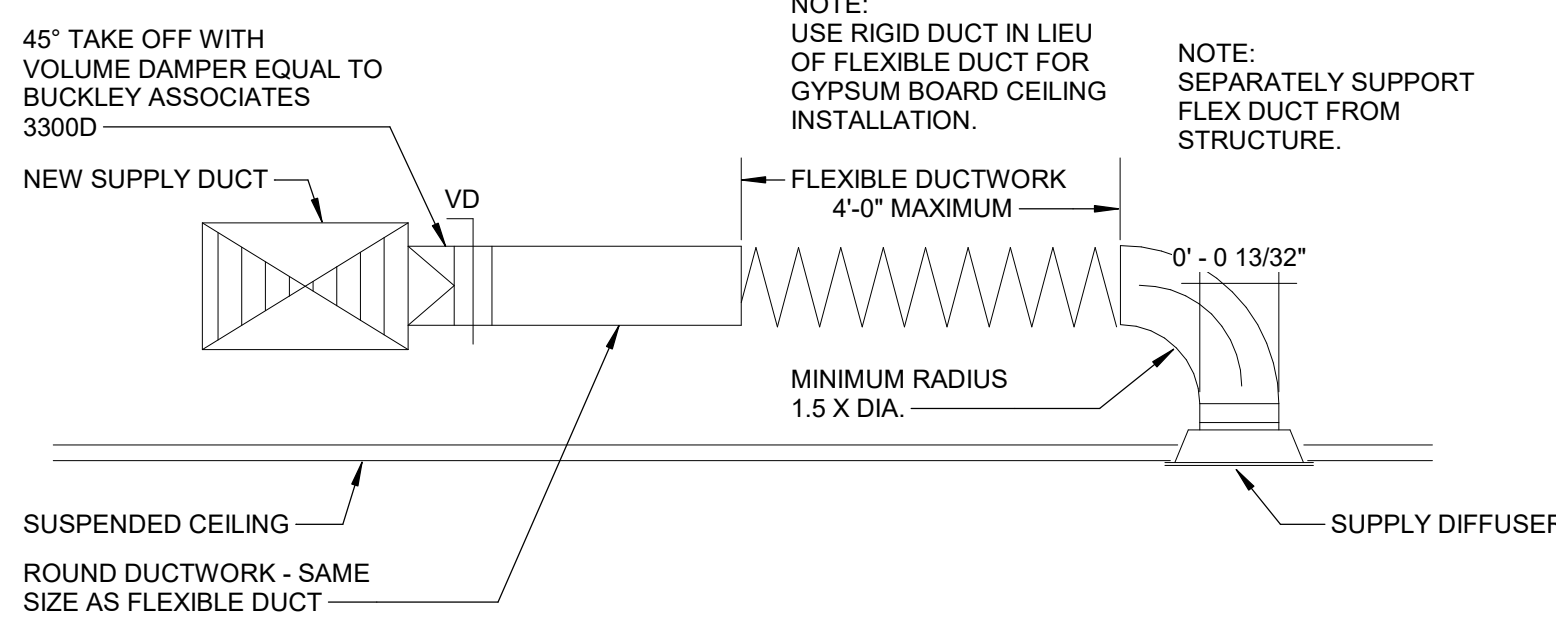 45° TAKE OFF WITH
VOLUME DAMPER EQUAL TO
BUCKLEY ASSOCIATES
3300D
NEW SUPPLY DUCT
VD
NOTE:
USE RIGID DUCT IN LIEU
OF FLEXIBLE DUCT FOR
GYPSUM BOARD CEILING
INSTALLATION.
NOTE:
SEPARATELY SUPPORT
FLEX DUCT FROM
STRUCTURE.
FLEXIBLE DUCTWORK
4'-0" MAXIMUM
0' - 0 13/32"
MINIMUM RADIUS
1.5 X DIA.
SUSPENDED CEILING
SUPPLY DIFFUSER
ROUND DUCTWORK - SAME
SIZE AS FLEXIBLE DUCT